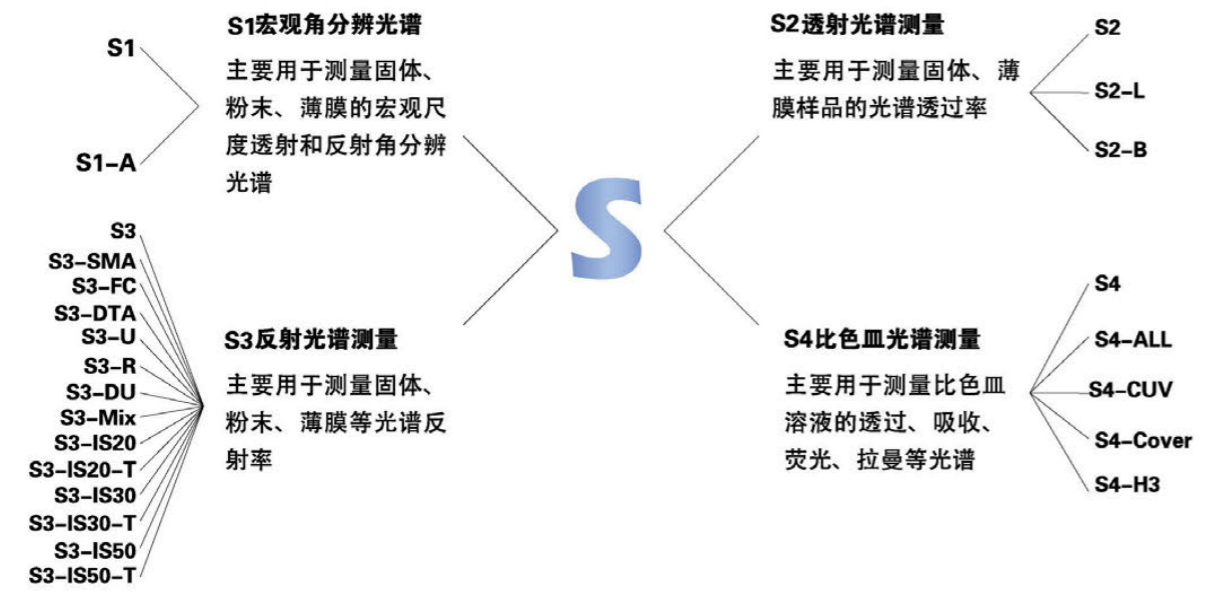 S1
S1-A
S1宏观角分辨光谱
主要用于测量固体、
粉末、薄膜的宏观尺
度透射和反射角分辨
光谱
S2透射光谱测量
主要用于测量固体、薄
膜样品的光谱透过率
S2
S2-L
S2-B
S
S3
S3-SMA
S3-FC
S3-DTA
S3-U
S3-R
S3-DU
S3-Mix
S3-IS20
S3-IS20-T
S3-IS30
S3-IS30-T
S3-IS50
S3-IS50-T
S3反射光谱测量
主要用于测量固体、
粉末、薄膜等光谱反
射率
S4比色皿光谱测量
主要用于测量比色皿
溶液的透过、吸收、
荧光、拉曼等光谱
S4
S4-ALL
S4-CUV
S4-Cover
S4-H3